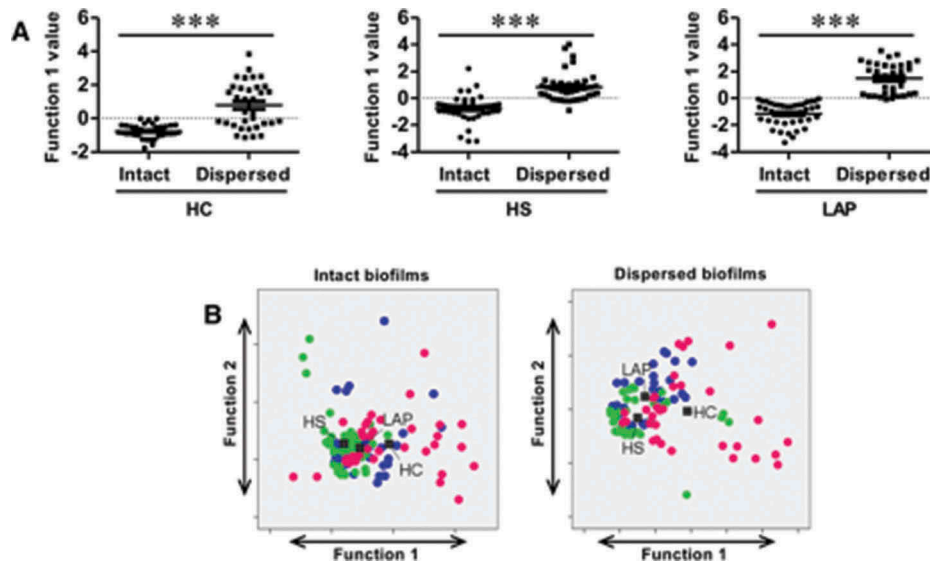 A
Function 1 value
6
4
2
0
-2
***
Intact Dispersed
HC
Function 1 value
6
4
2
0
-2
-4
***
Intact Dispersed
HS
Function 1 value
6
4
2
0
-2
-4
***
Intact Dispersed
LAP
B
Intact biofilms
Function 2
HS
LAP
HC
Function 1
Dispersed biofilms
Function 2
LAP
HC
HS
Function 1